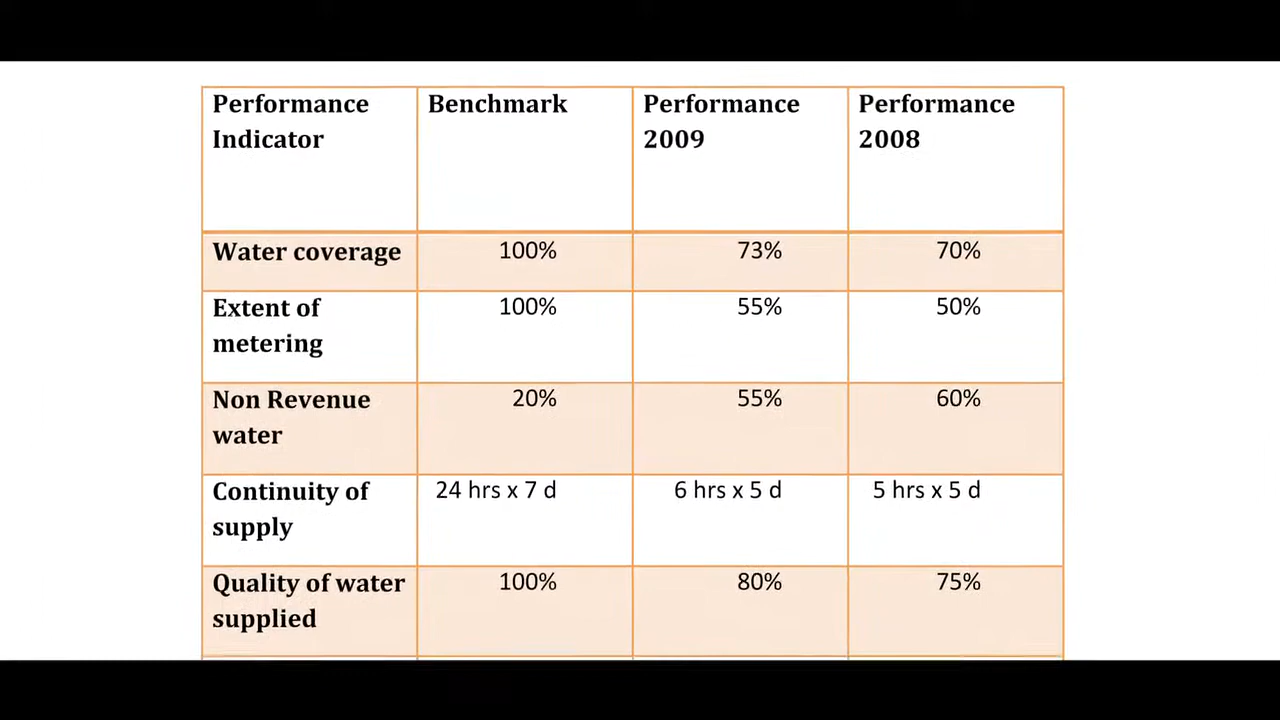 Performance Indicator | Benchmark | Performance 2009 | Performance 2008
Water coverage | 100% | 73% | 70%
Extent of metering | 100% | 55% | 50%
Non Revenue water | 20% | 55% | 60%
Continuity of supply | 24 hrs x 7 d | 6 hrs x 5 d | 5 hrs x 5 d
Quality of water supplied | 100% | 80% | 75%